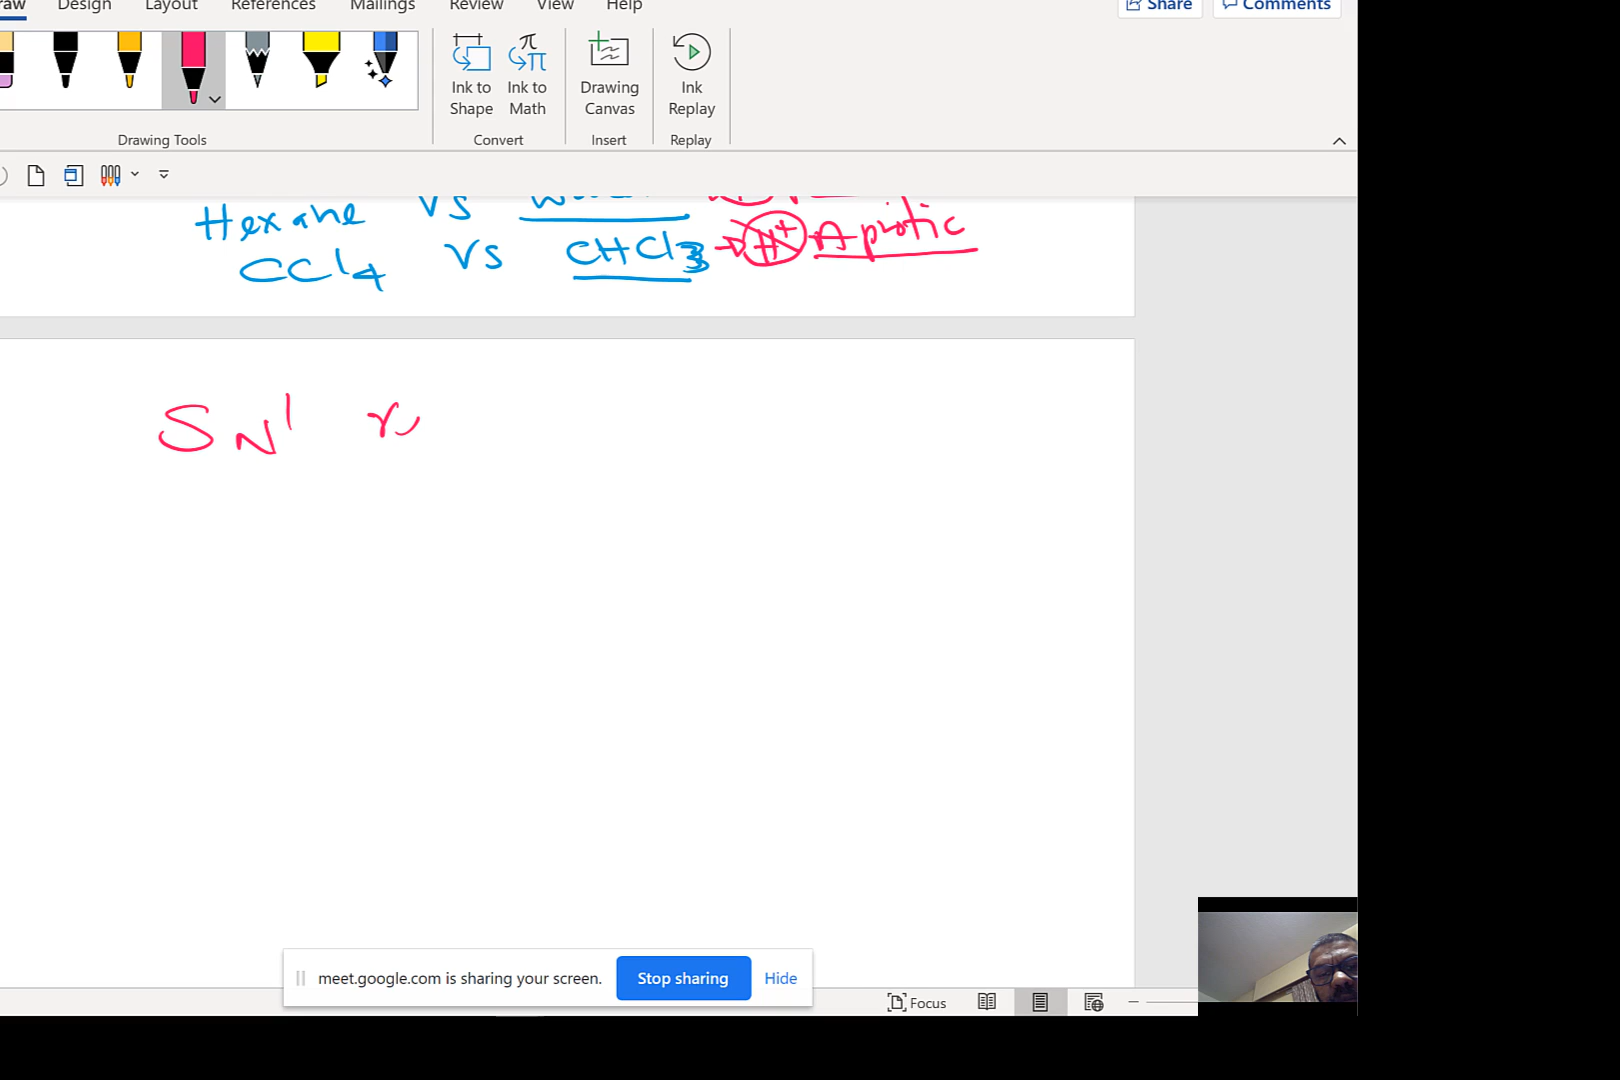 Design Layout References Mailings Review View Help Share Comments
Ink to Shape Ink to Math Drawing Canvas Ink Replay
Drawing Tools Convert Insert Replay
Hexane vs
CCl4 vs CHCl3 → H+ Aprotic
SN1 r
meet.google.com is sharing your screen. Stop sharing Hide
Focus